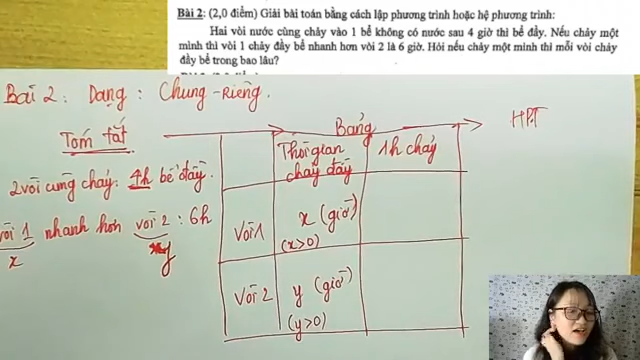 Bài 2: (2,0 điểm) Giải bài toán bằng cách lập phương trình hoặc hệ phương trình:
Hai vòi nước cùng chảy vào 1 bể không có nước sau 4 giờ thì bể đầy. Nếu chảy một
mình thì vòi 1 chảy đầy bể nhanh hơn vòi 2 là 6 giờ. Hỏi nếu chảy một mình thì mỗi vòi chảy
đầy bể trong bao lâu?
Bài 2: Dạng: Chung - Riêng.
Tóm tắt
Bảng
HPT
2 vòi cùng chảy: 4h bể đầy.
vòi 1 nhanh hơn vòi 2: 6h
x
y
Thời gian chảy đầy
1h chảy
Vòi 1
x (giờ)
(x>0)
Vòi 2
y (giờ)
(y>0)